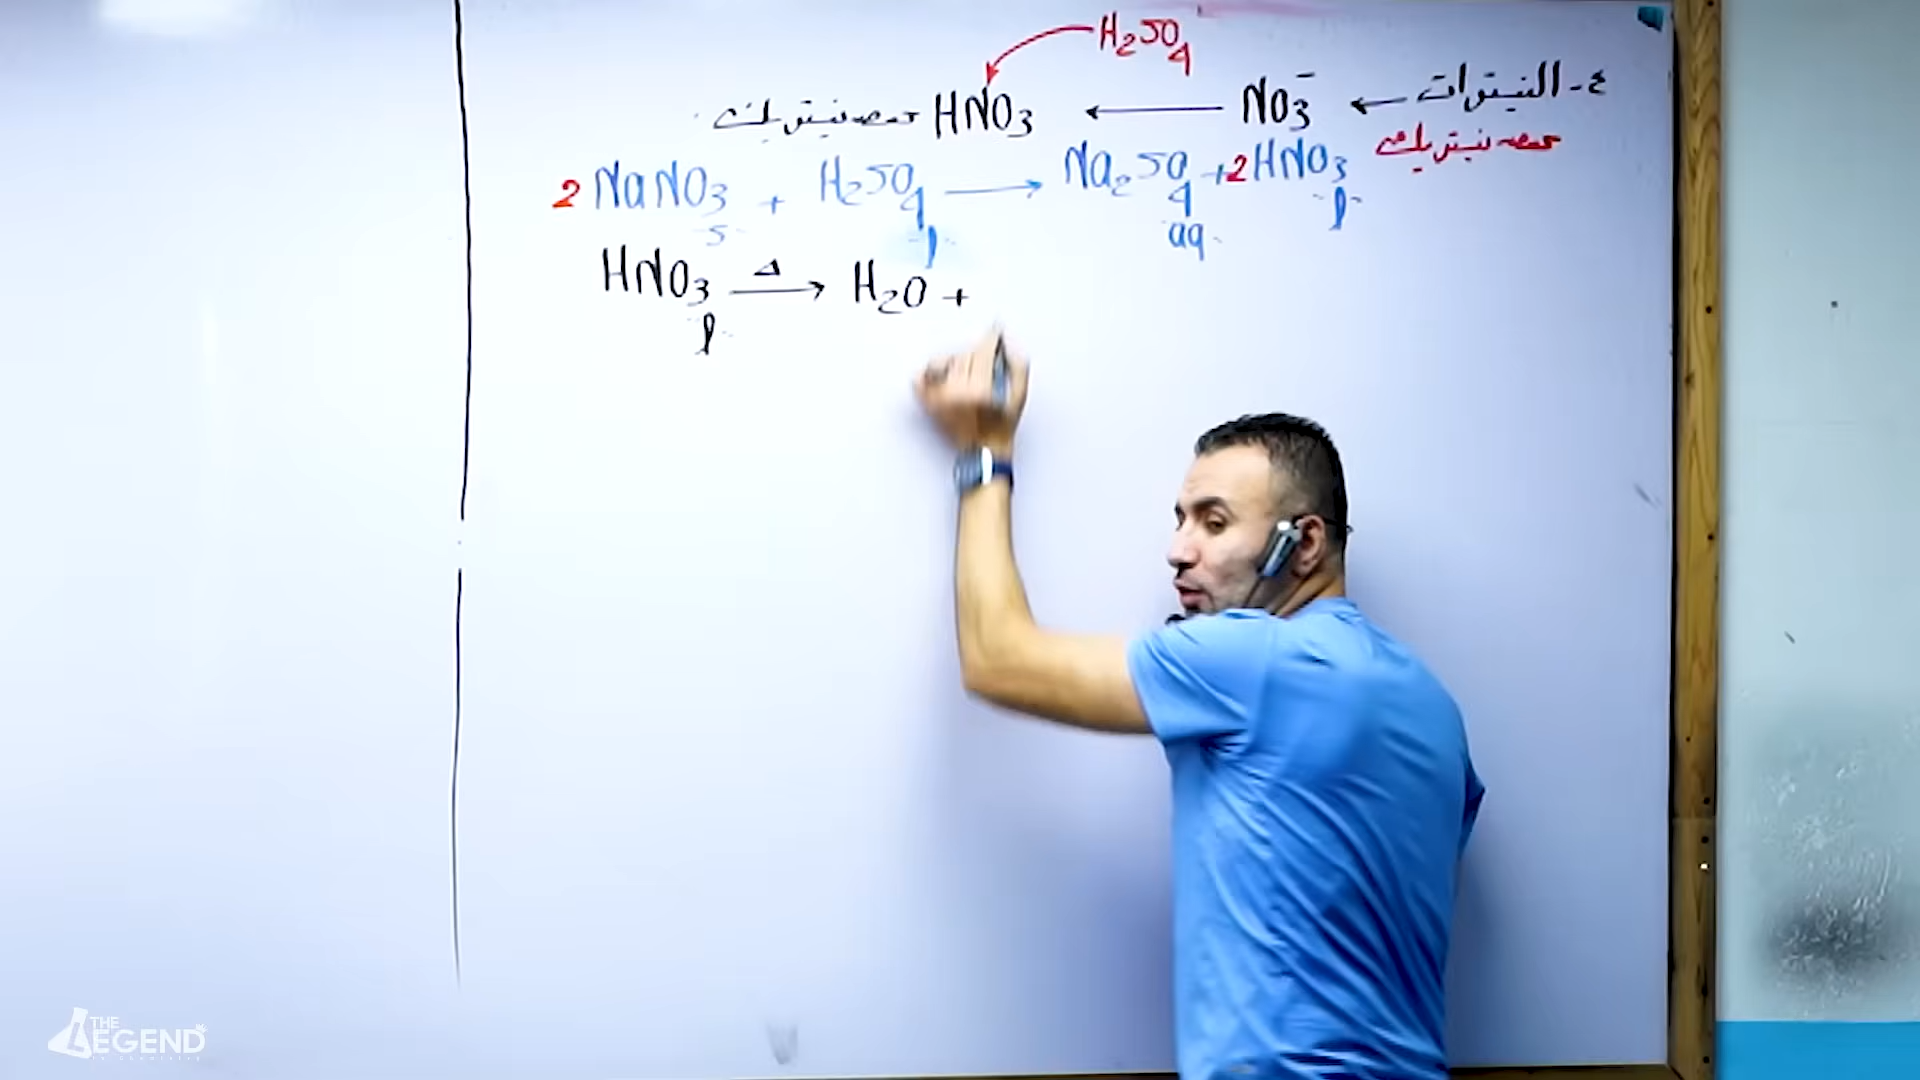 ٤- النيترات ← NO₃⁻ ← HNO₃ حمض نيتريك
H₂SO₄
حمض نيتريك
2 NaNO₃ + H₂SO₄ → Na₂SO₄ + 2HNO₃
s l aq l
HNO₃ →Δ H₂O +
l
THE
LEGEND